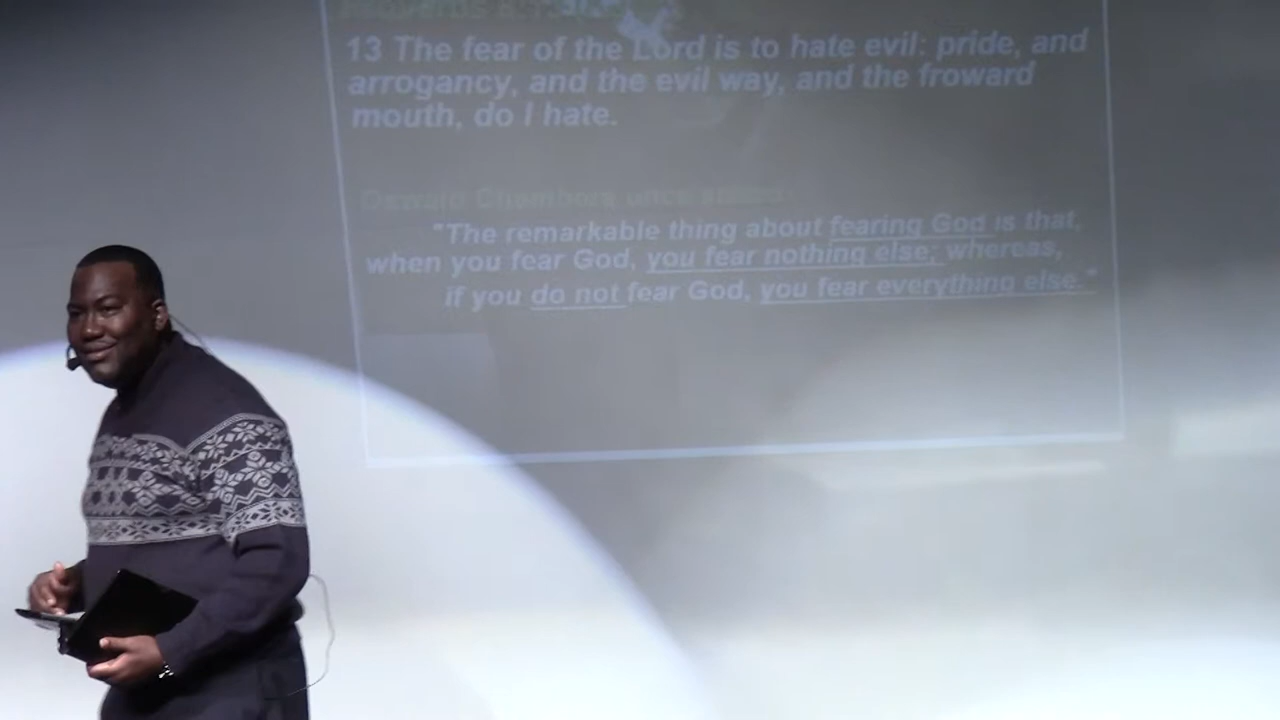 13 The fear of the Lord is to hate evil: pride, and
arrogancy, and the evil way, and the froward
mouth, do I hate.
Chambers once
"The remarkable thing about fearing God is that,
when you fear God, you fear nothing else; whereas,
if you do not fear God, you fear everything else."